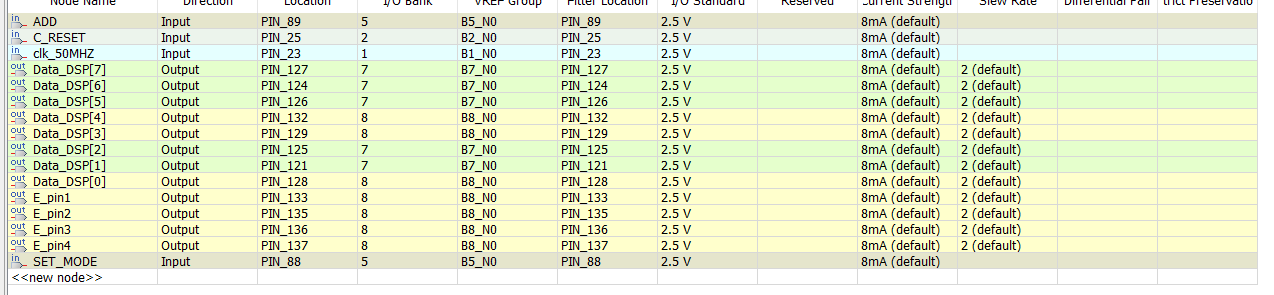 Node Name Direction Location I/O Bank VREF Group Fitter Location I/O Standard Reserved Current Strength Slew Rate Differential Pair trict Preservatio
in ADD Input PIN_89 5 B5_N0 PIN_89 2.5 V 8mA (default)
in C_RESET Input PIN_25 2 B2_N0 PIN_25 2.5 V 8mA (default)
in clk_50MHZ Input PIN_23 1 B1_N0 PIN_23 2.5 V 8mA (default)
out Data_DSP[7] Output PIN_127 7 B7_N0 PIN_127 2.5 V 8mA (default) 2 (default)
out Data_DSP[6] Output PIN_124 7 B7_N0 PIN_124 2.5 V 8mA (default) 2 (default)
out Data_DSP[5] Output PIN_126 7 B7_N0 PIN_126 2.5 V 8mA (default) 2 (default)
out Data_DSP[4] Output PIN_132 8 B8_N0 PIN_132 2.5 V 8mA (default) 2 (default)
out Data_DSP[3] Output PIN_129 8 B8_N0 PIN_129 2.5 V 8mA (default) 2 (default)
out Data_DSP[2] Output PIN_125 7 B7_N0 PIN_125 2.5 V 8mA (default) 2 (default)
out Data_DSP[1] Output PIN_121 7 B7_N0 PIN_121 2.5 V 8mA (default) 2 (default)
out Data_DSP[0] Output PIN_128 8 B8_N0 PIN_128 2.5 V 8mA (default) 2 (default)
out E_pin1 Output PIN_133 8 B8_N0 PIN_133 2.5 V 8mA (default) 2 (default)
out E_pin2 Output PIN_135 8 B8_N0 PIN_135 2.5 V 8mA (default) 2 (default)
out E_pin3 Output PIN_136 8 B8_N0 PIN_136 2.5 V 8mA (default) 2 (default)
out E_pin4 Output PIN_137 8 B8_N0 PIN_137 2.5 V 8mA (default) 2 (default)
in SET_MODE Input PIN_88 5 B5_N0 PIN_88 2.5 V 8mA (default)
<<new node>>